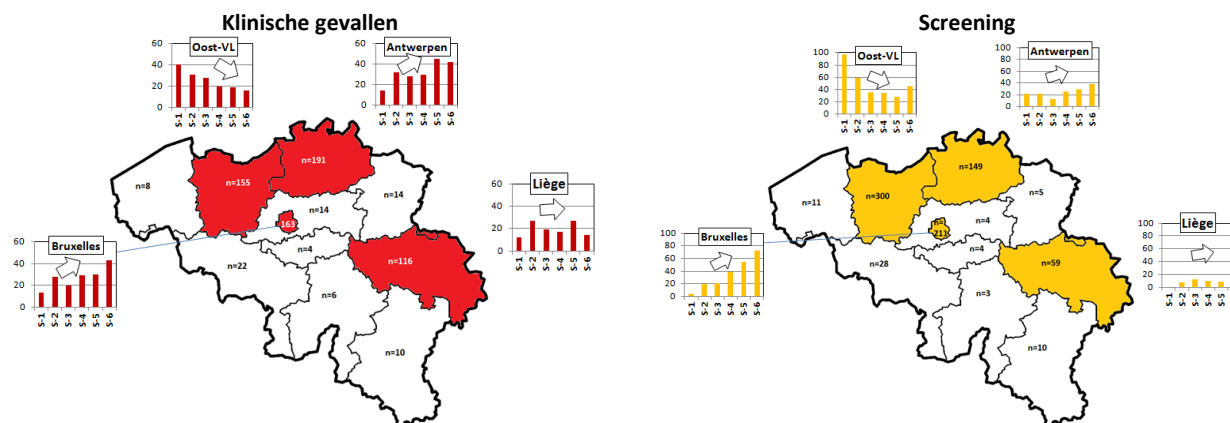 Klinische gevallen
Oost-VL
60
40
20
0
S-1
S-2
S-3
S-4
S-5
S-6
Antwerpen
60
40
20
0
S-1
S-2
S-3
S-4
S-5
S-6
n=191
n=155
n=8
n=14
n=14
163
n=4
n=22
n=116
n=6
n=10
Liège
60
40
20
0
S-1
S-2
S-3
S-4
S-5
S-6
Bruxelles
60
40
20
0
S-1
S-2
S-3
S-4
S-5
S-6
Screening
Oost-VL
100
80
60
40
20
0
S-1
S-2
S-3
S-4
S-5
S-6
Antwerpen
100
80
60
40
20
0
S-1
S-2
S-3
S-4
S-5
S-6
n=149
n=300
n=11
n=5
n=4
211
n=4
n=28
n=59
n=3
n=10
Bruxelles
100
80
60
40
20
0
S-1
S-2
S-3
S-4
S-5
S-6
Liège
100
80
60
40
20
0
S-1
S-2
S-3
S-4
S-5